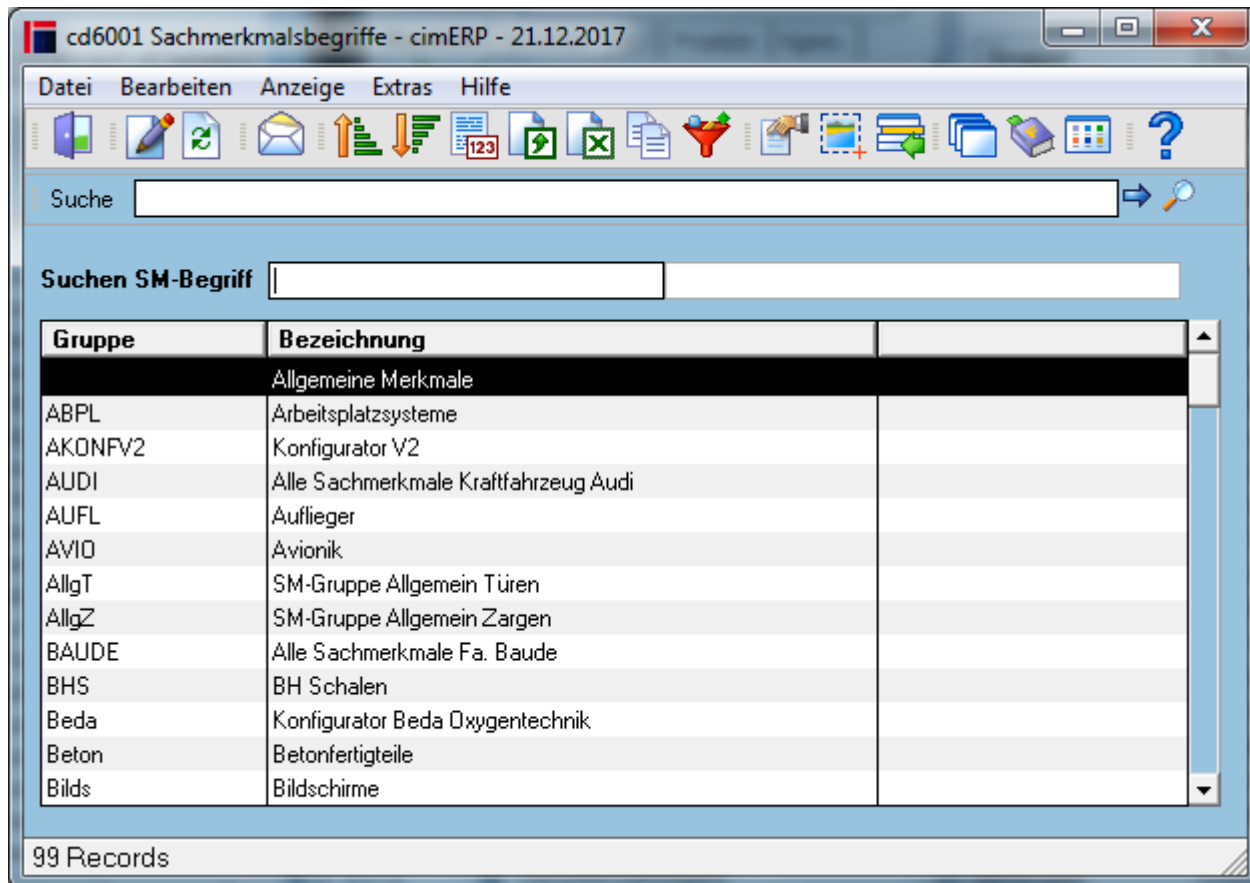 cd6001 Sachmerkmalsbegriffe - cimERP - 21.12.2017
Datei Bearbeiten Anzeige Extras Hilfe
123
Suche
Suchen SM-Begriff
Gruppe Bezeichnung
Allgemeine Merkmale
ABPL Arbeitsplatzsysteme
AKONFV2 Konfigurator V2
AUDI Alle Sachmerkmale Kraftfahrzeug Audi
AUFL Auflieger
AVIO Avionik
AllgT SM-Gruppe Allgemein Türen
AllgZ SM-Gruppe Allgemein Zargen
BAUDE Alle Sachmerkmale Fa. Baude
BHS BH Schalen
Beda Konfigurator Beda Oxygentechnik
Beton Betonfertigteile
Bilds Bildschirme
99 Records